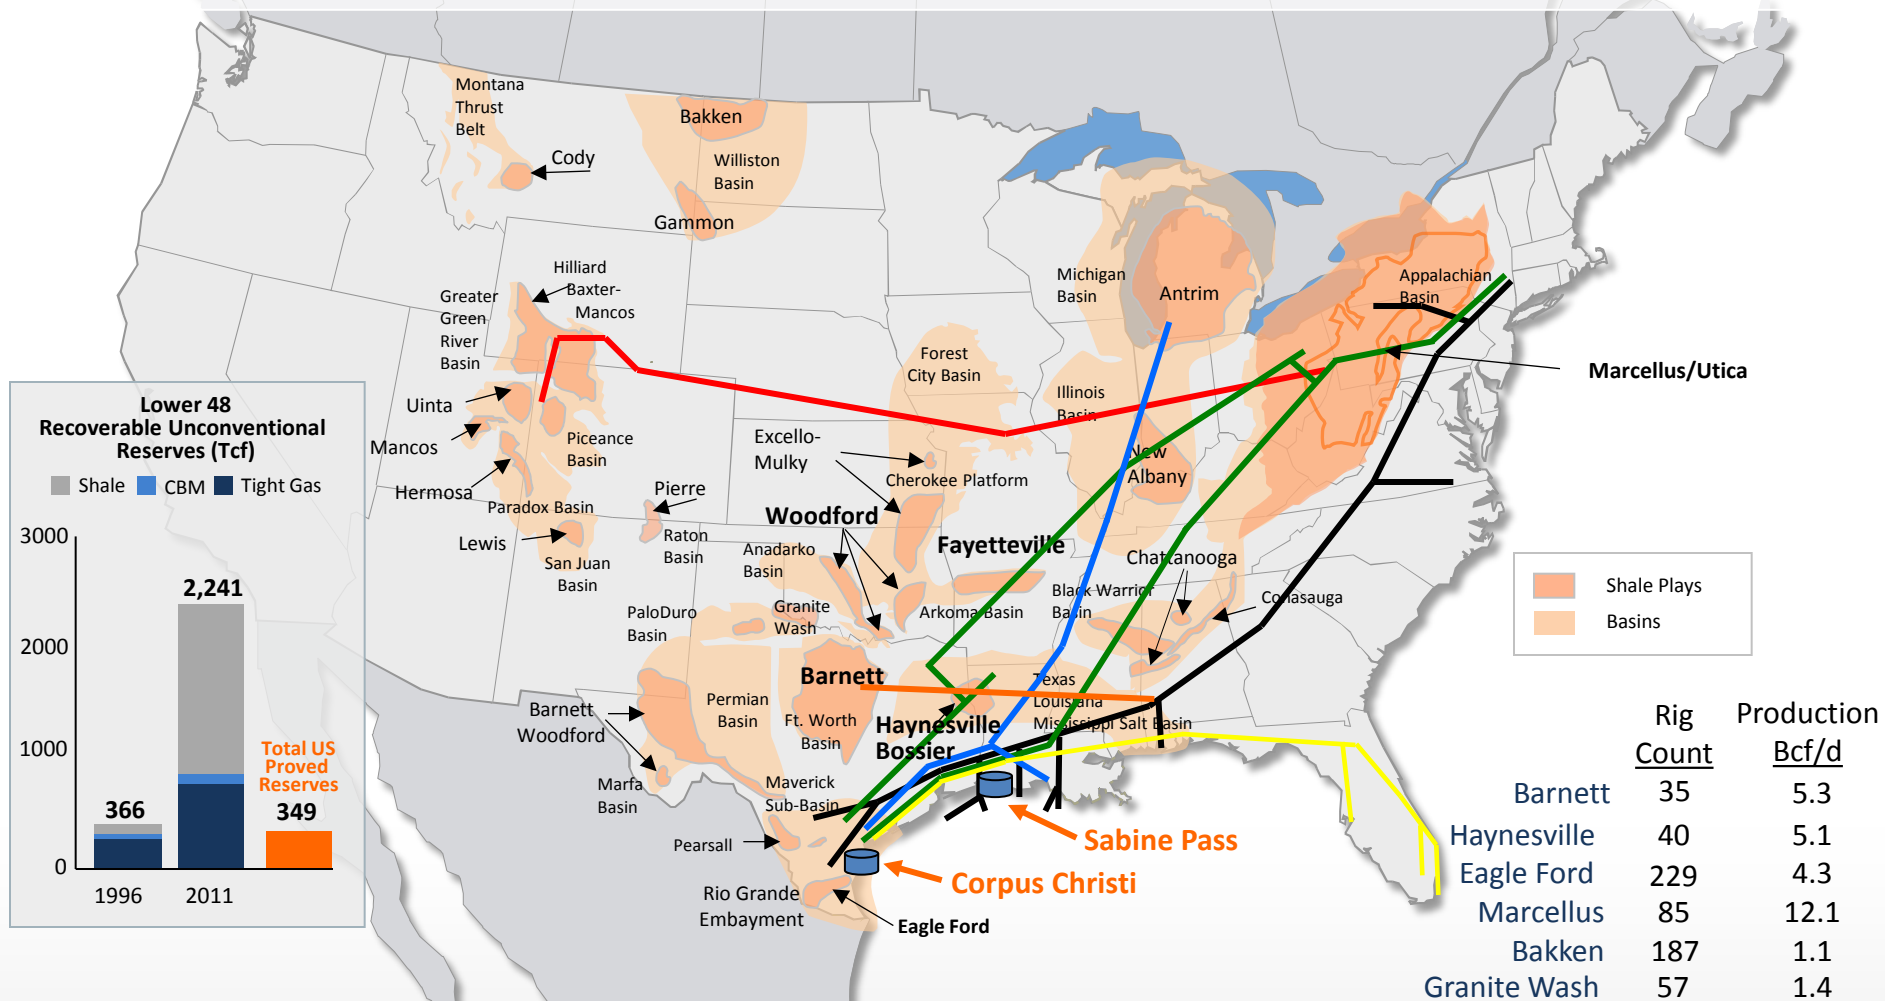 Montana
Thrust
Belt
Cody
Bakken
Williston
Basin
Gammon
Hilliard
Baxter-
Mancos
Greater
Green
River
Basin
Uinta
Mancos
Piceance
Basin
Hermosa
Paradox Basin
Lewis
San Juan
Basin
Pierre
Raton
Basin
Michigan
Basin
Antrim
Appalachian
Basin
Marcellus/Utica
Forest
City Basin
Illinois
Basin
Excello-
Mulky
Cherokee Platform
New
Albany
Woodford
Fayetteville
Anadarko
Basin
Chattanooga
Granite
Wash
Arkoma Basin
Black Warrior
Basin
Conasauga
PaloDuro
Basin
Barnett
Texas
Louisiana
Mississippi Salt Basin
Permian
Basin
Ft. Worth
Basin
Haynesville
Bossier
Barnett
Woodford
Marfa
Basin
Maverick
Sub-Basin
Pearsall
Sabine Pass
Corpus Christi
Rio Grande
Embayment
Eagle Ford
Lower 48
Recoverable Unconventional
Reserves (Tcf)
Shale CBM Tight Gas
3000
2000
1000
0
366
2,241
Total US
Proved
Reserves
349
1996 2011
Shale Plays
Basins
Rig Production
Count Bcf/d
Barnett 35 5.3
Haynesville 40 5.1
Eagle Ford 229 4.3
Marcellus 85 12.1
Bakken 187 1.1
Granite Wash 57 1.4